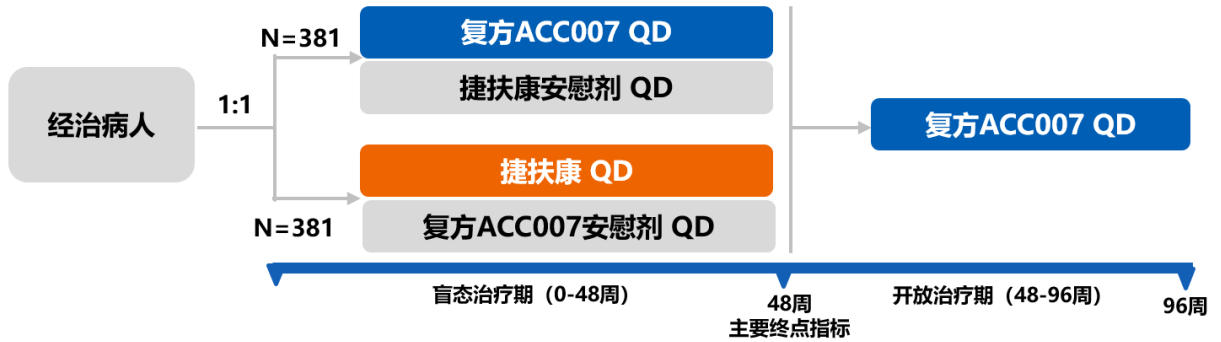 N=381
复方ACC007 QD
捷扶康安慰剂 QD
经治病人
1:1
复方ACC007 QD
捷扶康 QD
N=381
复方ACC007安慰剂 QD
盲态治疗期（0-48周）
48周
主要终点指标
开放治疗期（48-96周）
96周